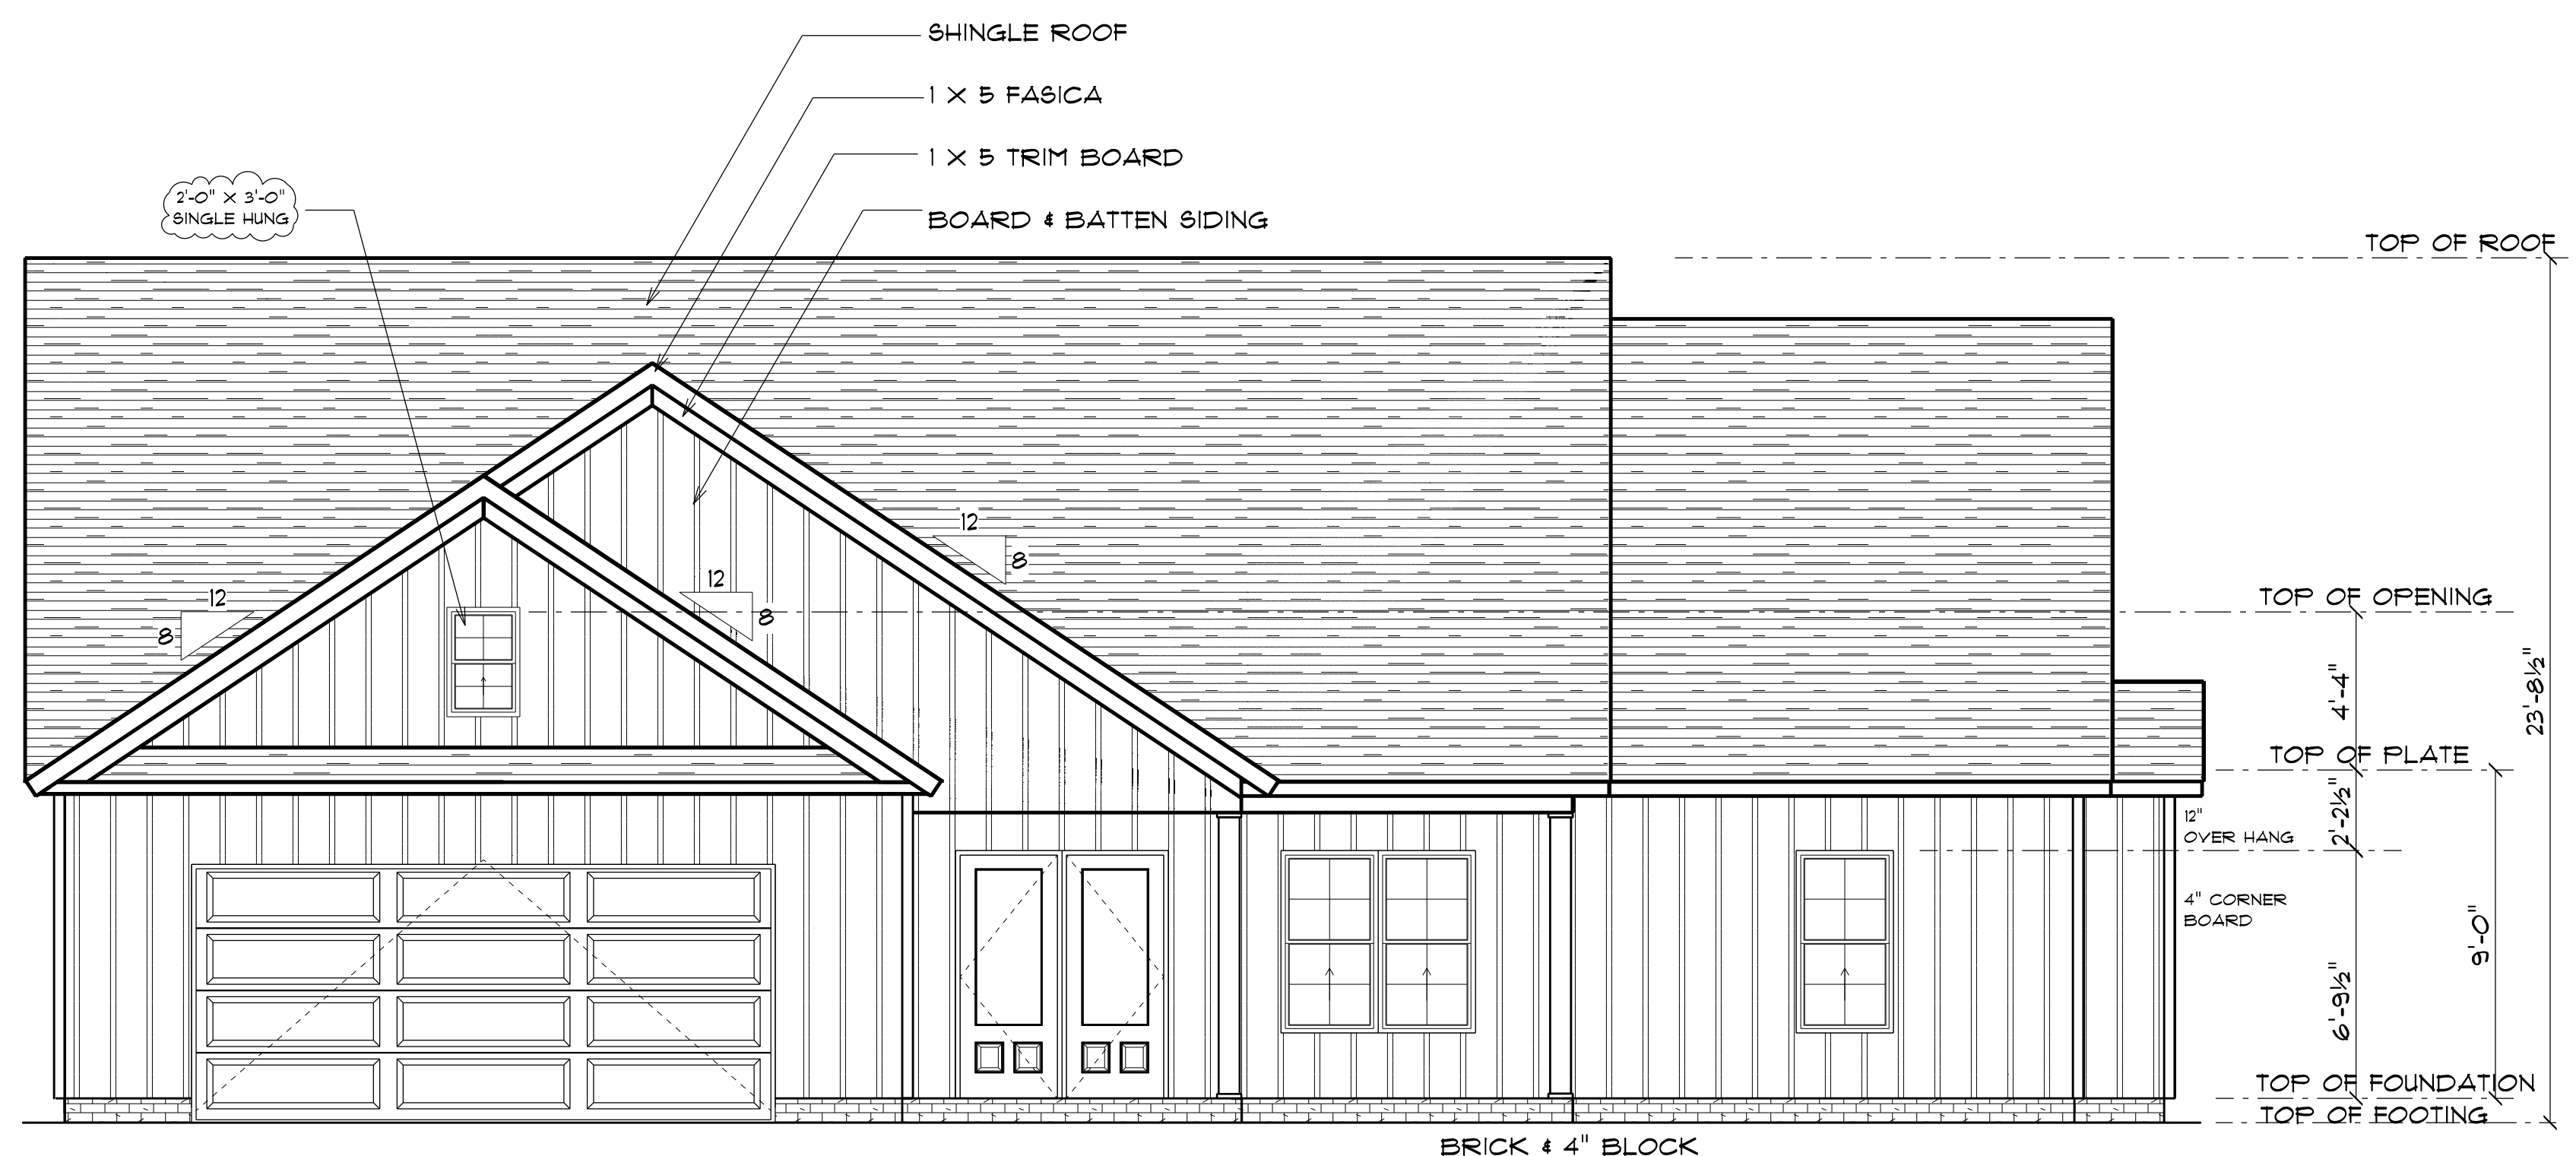 SHINGLE ROOF
1 X 5 FASICA
1 X 5 TRIM BOARD
BOARD & BATTEN SIDING
2'-0" X 3'-0"
SINGLE HUNG
TOP OF ROOF
12
8
12
8
12
8
TOP OF OPENING
4'-4"
23'-8½"
TOP OF PLATE
2'-2½"
12"
OVER HANG
4" CORNER
BOARD
9'-0"
6'-9½"
TOP OF FOUNDATION
TOP OF FOOTING
BRICK & 4" BLOCK